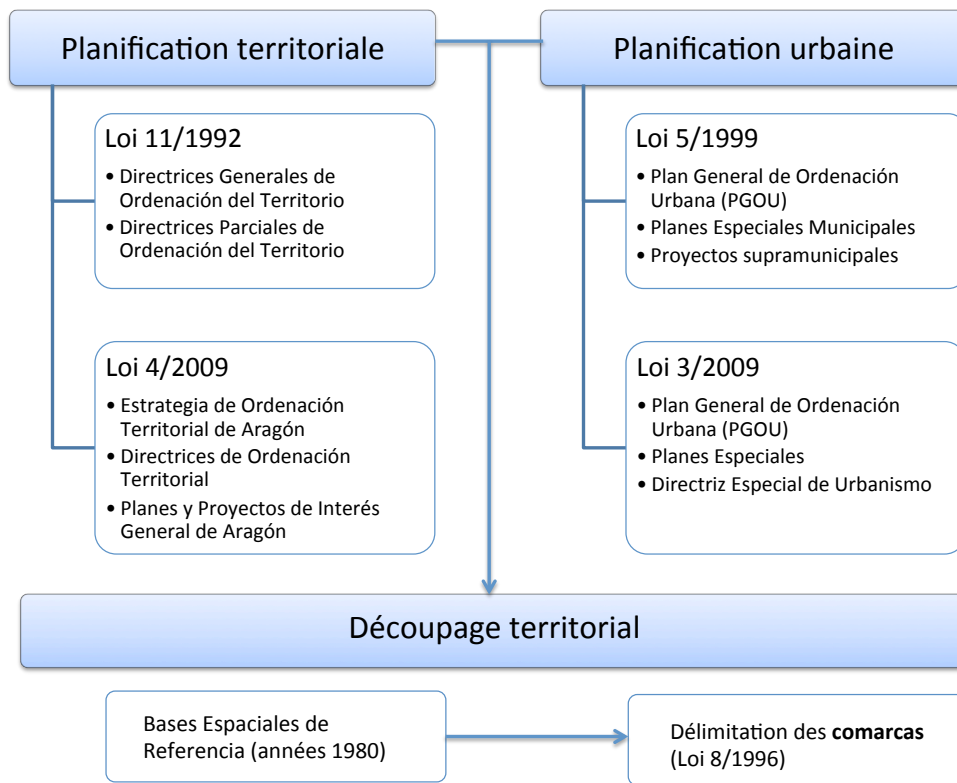 Planification territoriale
Loi 11/1992
• Directrices Generales de
Ordenación del Territorio
• Directrices Parciales de
Ordenación del Territorio
Loi 4/2009
• Estrategia de Ordenación
Territorial de Aragón
• Directrices de Ordenación
Territorial
• Planes y Proyectos de Interés
General de Aragón
Planification urbaine
Loi 5/1999
• Plan General de Ordenación
Urbana (PGOU)
• Planes Especiales Municipales
• Proyectos supramunicipales
Loi 3/2009
• Plan General de Ordenación
Urbana (PGOU)
• Planes Especiales
• Directriz Especial de Urbanismo
Découpage territorial
Bases Espaciales de
Referencia (années 1980)
Délimitation des comarcas
(Loi 8/1996)